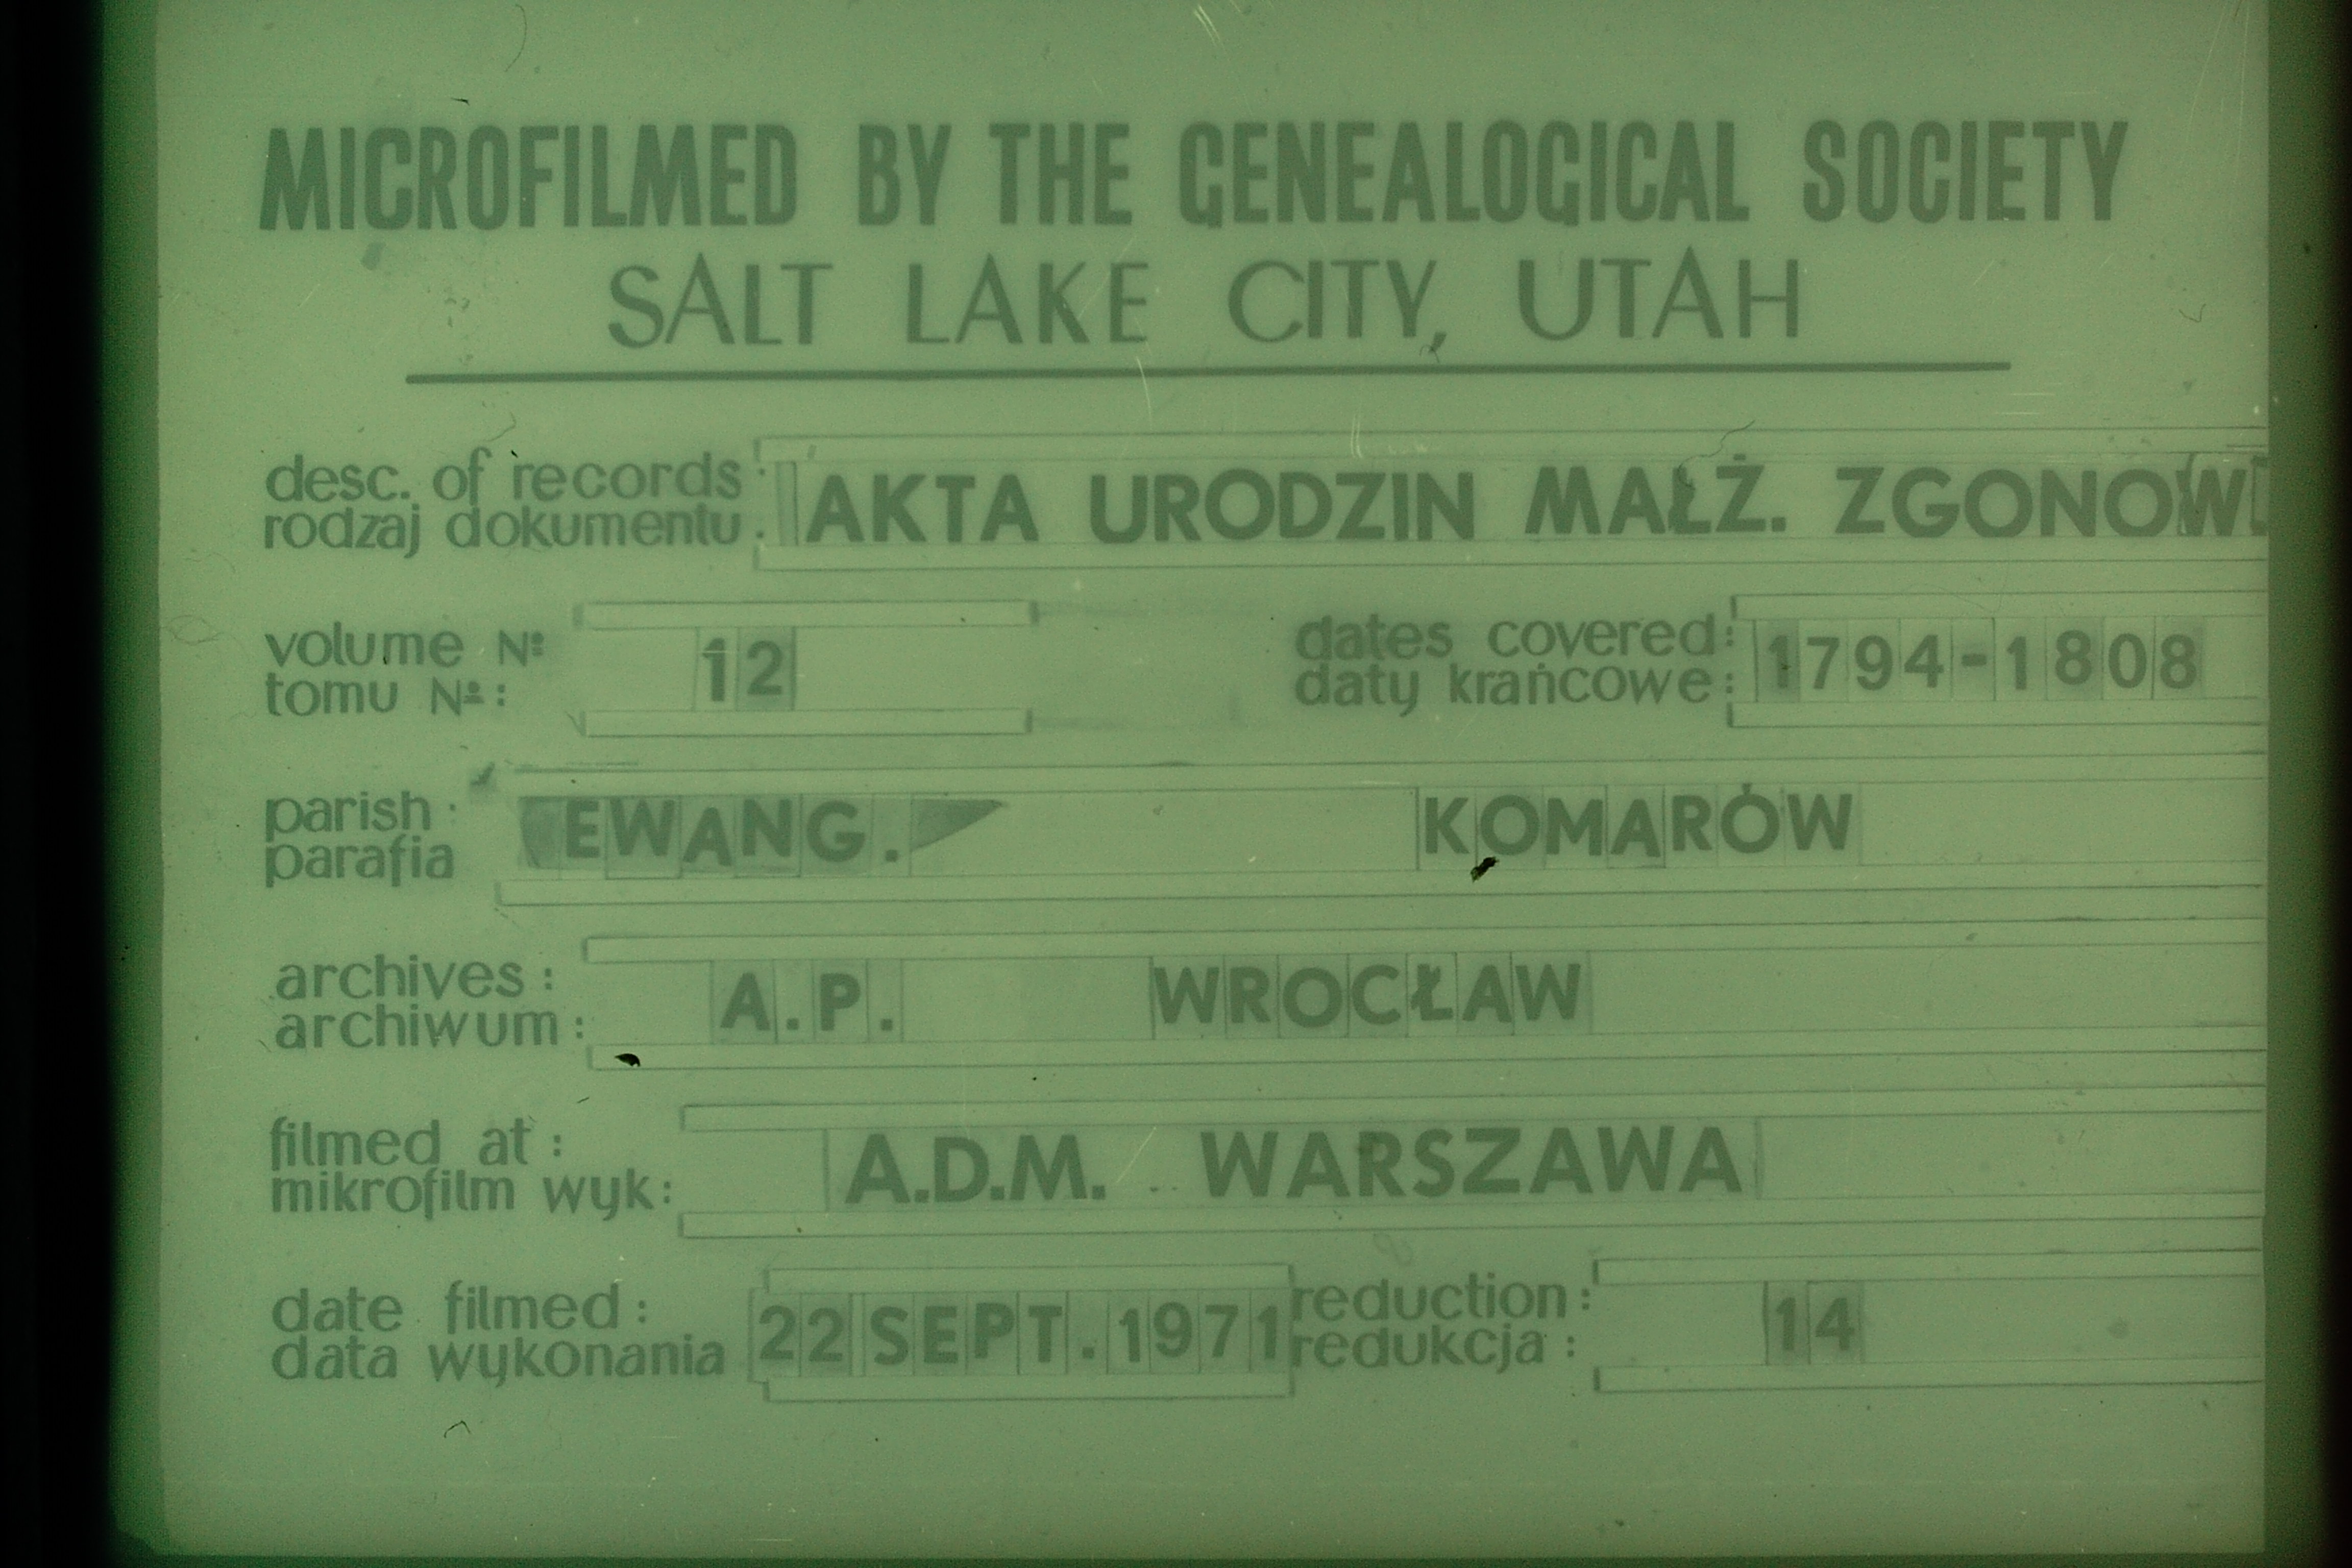 MICROFILMED BY THE GENEALOGICAL SOCIETY
SALT LAKE CITY, UTAH
desc. of records: AKTA URODZIN MAŁŻ. ZGONOW
rodzaj dokumentu:
volume Nº 12 dates covered: 1794-1808
tomu Nº: daty krańcowe:
parish: EWANG. KOMARÓW
parafia
archives: A.P. WROCŁAW
archiwum:
filmed at: A.D.M. WARSZAWA
mikrofilm wyk:
date filmed: 22 SEPT. 1971 reduction: 14
data wykonania redukcja: